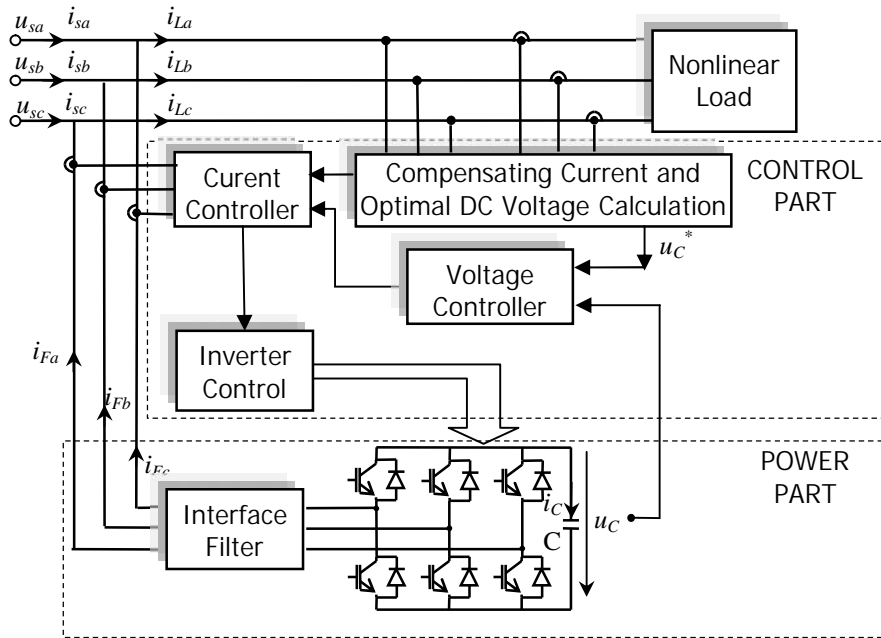 u_sa i_sa i_La
u_sb i_sb i_Lb
u_sc i_sc i_Lc
Nonlinear
Load
Curent
Controller
Compensating Current and
Optimal DC Voltage Calculation
CONTROL
PART
u_C^*
Voltage
Controller
Inverter
Control
i_Fa
i_Fb
i_Fc
POWER
PART
Interface
Filter
i_C
C
u_C